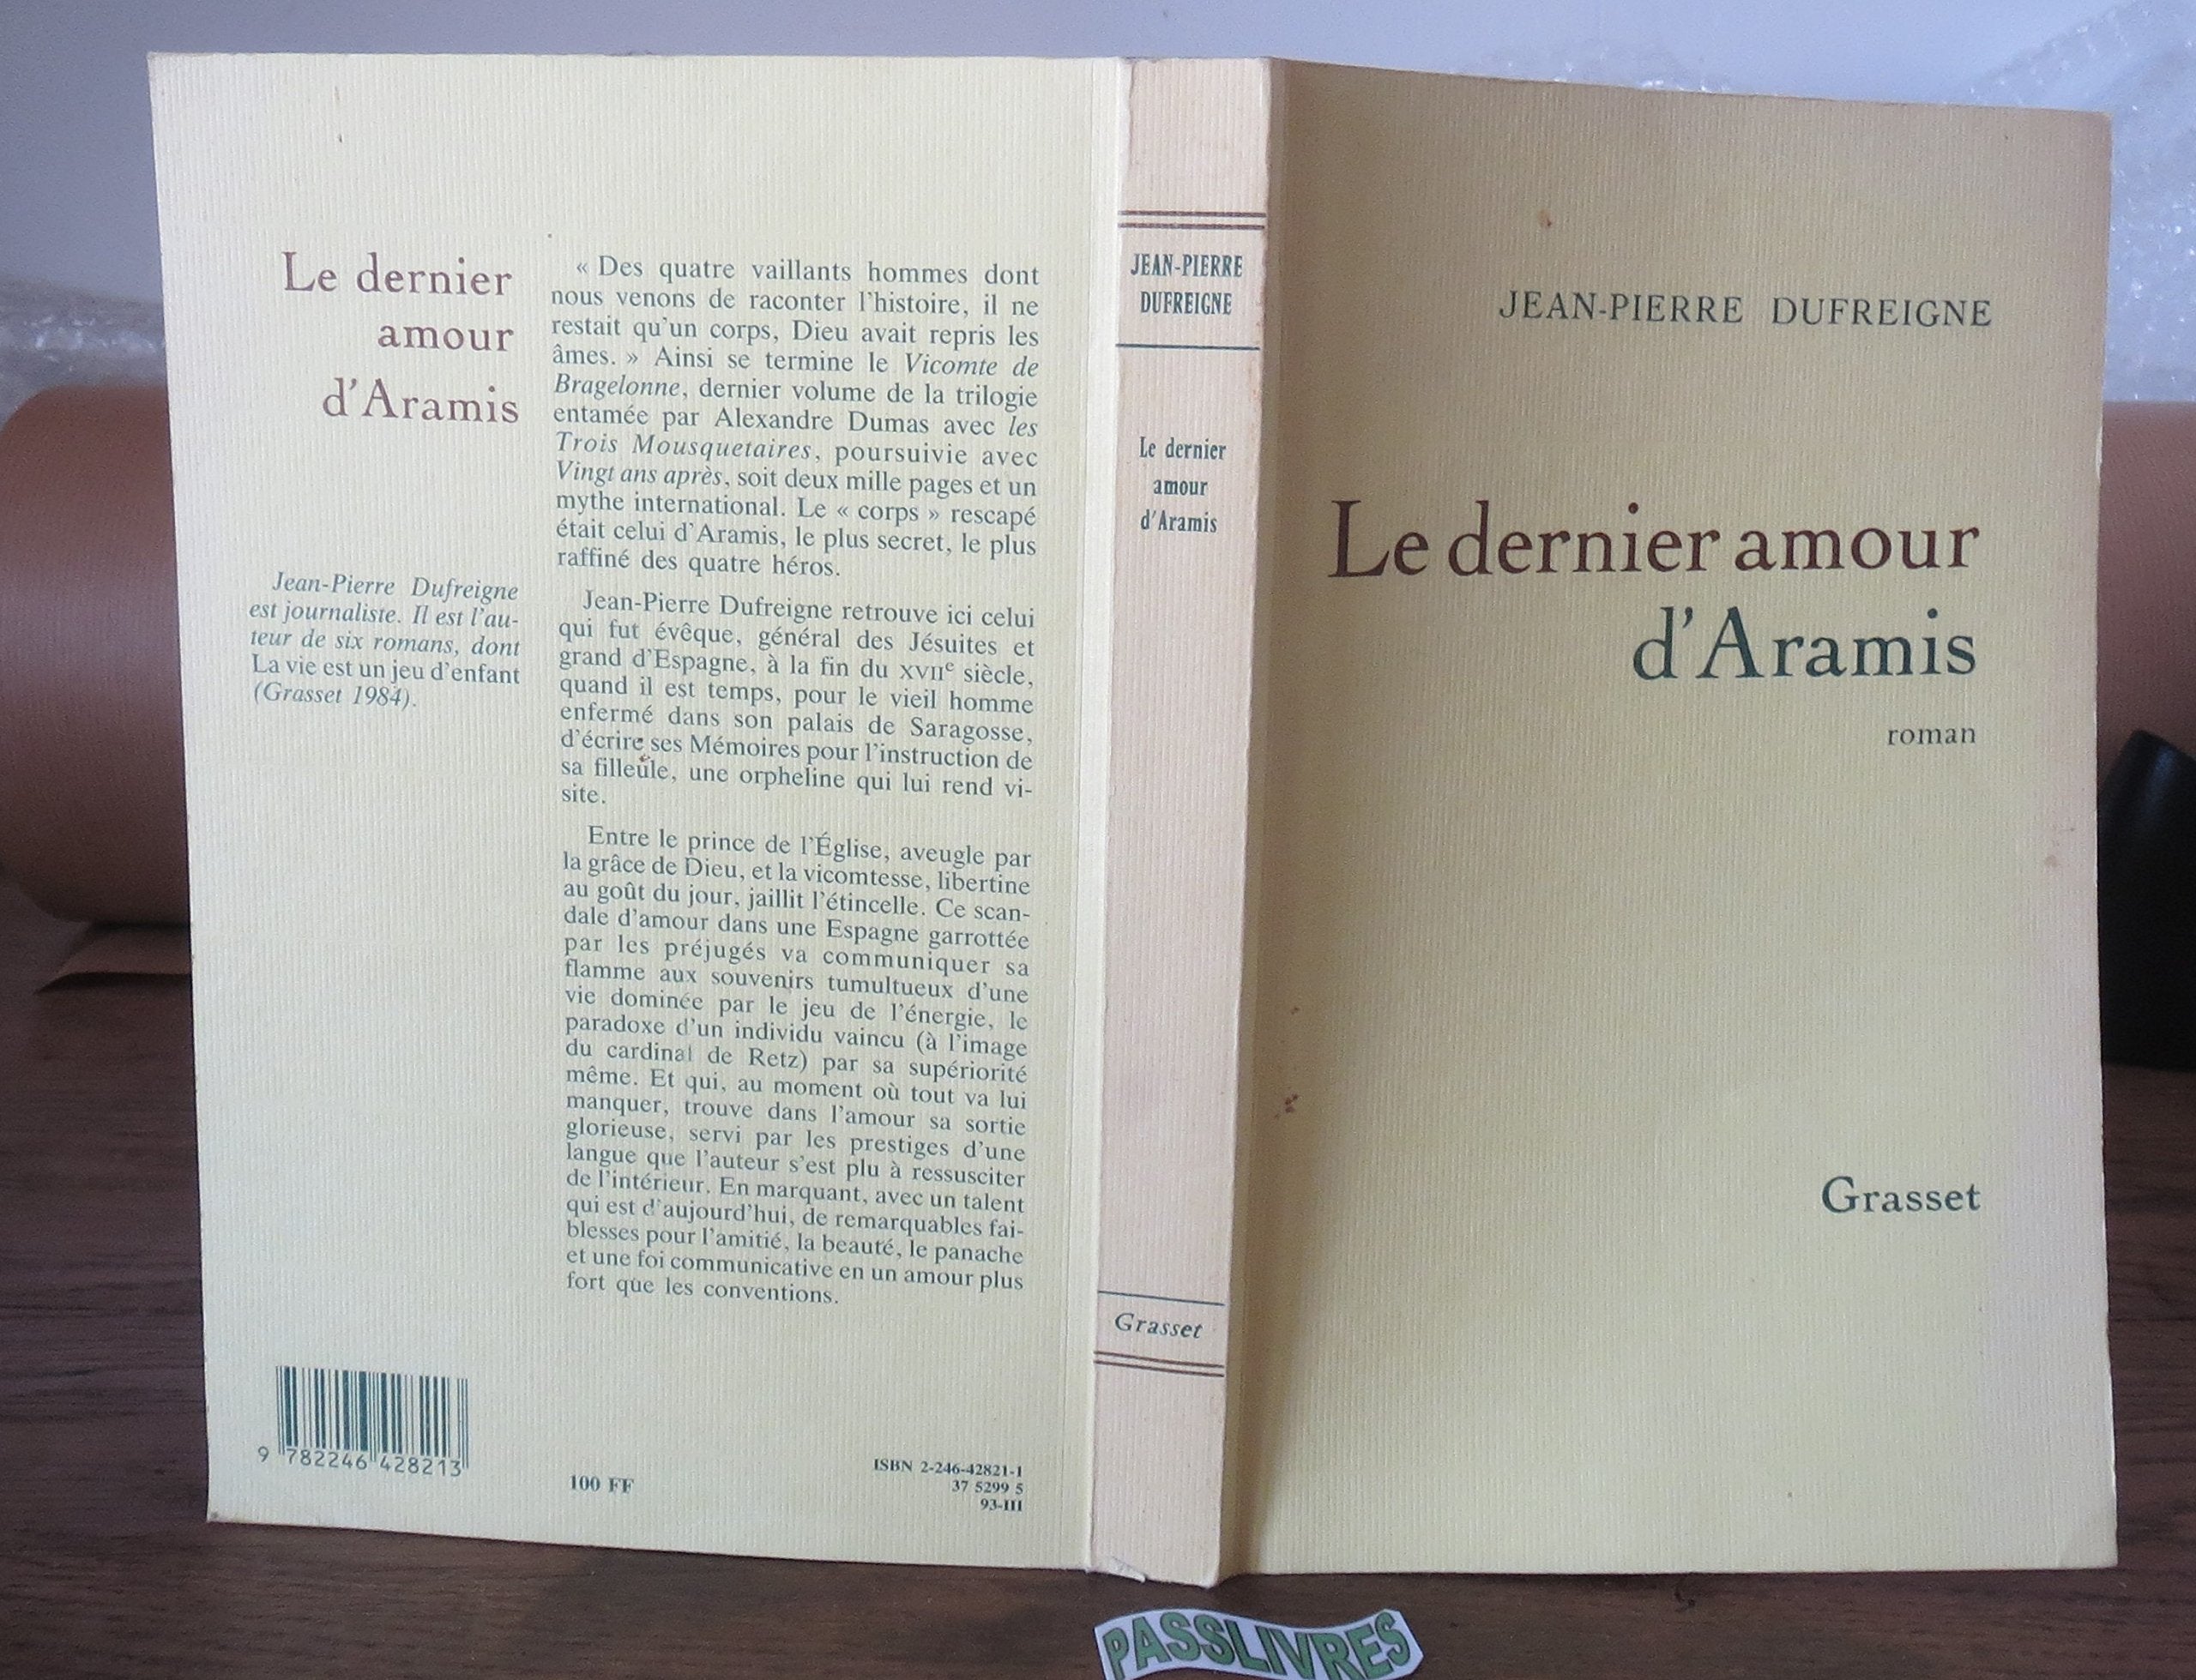 Le dernier
amour
d'Aramis
Jean-Pierre Dufreigne
est journaliste. Il est l'au-
teur de six romans, dont
La vie est un jeu d'enfant
(Grasset 1984).
« Des quatre vaillants hommes dont
nous venons de raconter l'histoire, il ne
restait qu'un corps, Dieu avait repris les
âmes. » Ainsi se termine le Vicomte de
Bragelonne, dernier volume de la trilogie
entamée par Alexandre Dumas avec les
Trois Mousquetaires, poursuivie avec
Vingt ans après, soit deux mille pages et un
mythe international. Le « corps » rescapé
était celui d'Aramis, le plus secret, le plus
raffiné des quatre héros.
Jean-Pierre Dufreigne retrouve ici celui
qui fut évêque, général des Jésuites et
grand d'Espagne, à la fin du XVIIe siècle,
quand il est temps, pour le vieil homme
enfermé dans son palais de Saragosse,
d'écrire ses Mémoires pour l'instruction de
sa filleule, une orpheline qui lui rend vi-
site.
Entre le prince de l'Église, aveugle par
la grâce de Dieu, et la vicomtesse, libertine
au goût du jour, jaillit l'étincelle. Ce scan-
dale d'amour dans une Espagne garrottée
par les préjugés va communiquer sa
flamme aux souvenirs tumultueux d'une
vie dominée par le jeu de l'énergie, le
paradoxe d'un individu vaincu (à l'image
du cardinal de Retz) par sa supériorité
même. Et qui, au moment où tout va lui
manquer, trouve dans l'amour sa sortie
glorieuse, servi par les prestiges d'une
langue que l'auteur s'est plu à ressusciter
de l'intérieur. En marquant, avec un talent
qui est d'aujourd'hui, de remarquables fai-
blesses pour l'amitié, la beauté, le panache
et une foi communicative en un amour plus
fort que les conventions.
9 782246 428213
100 FF
ISBN 2-246-42821-1
37 5299 5
93-III
JEAN-PIERRE
DUFREIGNE
Le dernier
amour
d'Aramis
Grasset
JEAN-PIERRE DUFREIGNE
Le dernier amour
d'Aramis
roman
Grasset
PASSLIVRES